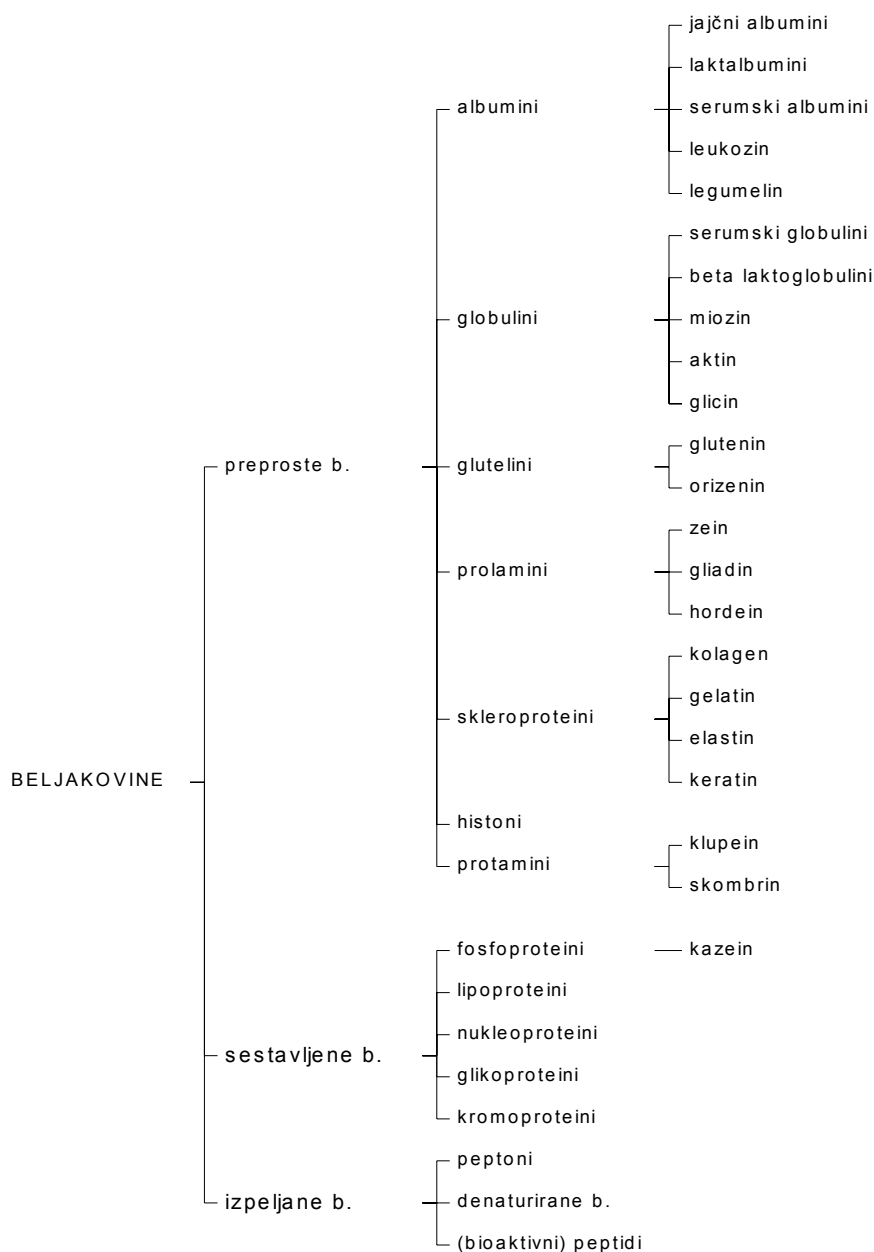 jajčni albumini
laktalbumini
albumini
serumski albumini
leukozin
legumelin
serumski globulini
beta laktoglobulini
globulini
miozin
aktin
glicin
glutenin
preproste b.
glutelini
orizenin
zein
prolamini
gliadin
hordein
kolagen
gelatin
skleroproteini
elastin
BELJAKOVINE
keratin
histoni
klupein
protamini
skombrin
fosfoproteini
kazein
lipoproteini
nukleoproteini
sestavljene b.
glikoproteini
kromoproteini
peptoni
izpeljane b.
denaturirane b.
(bioaktivni) peptidi